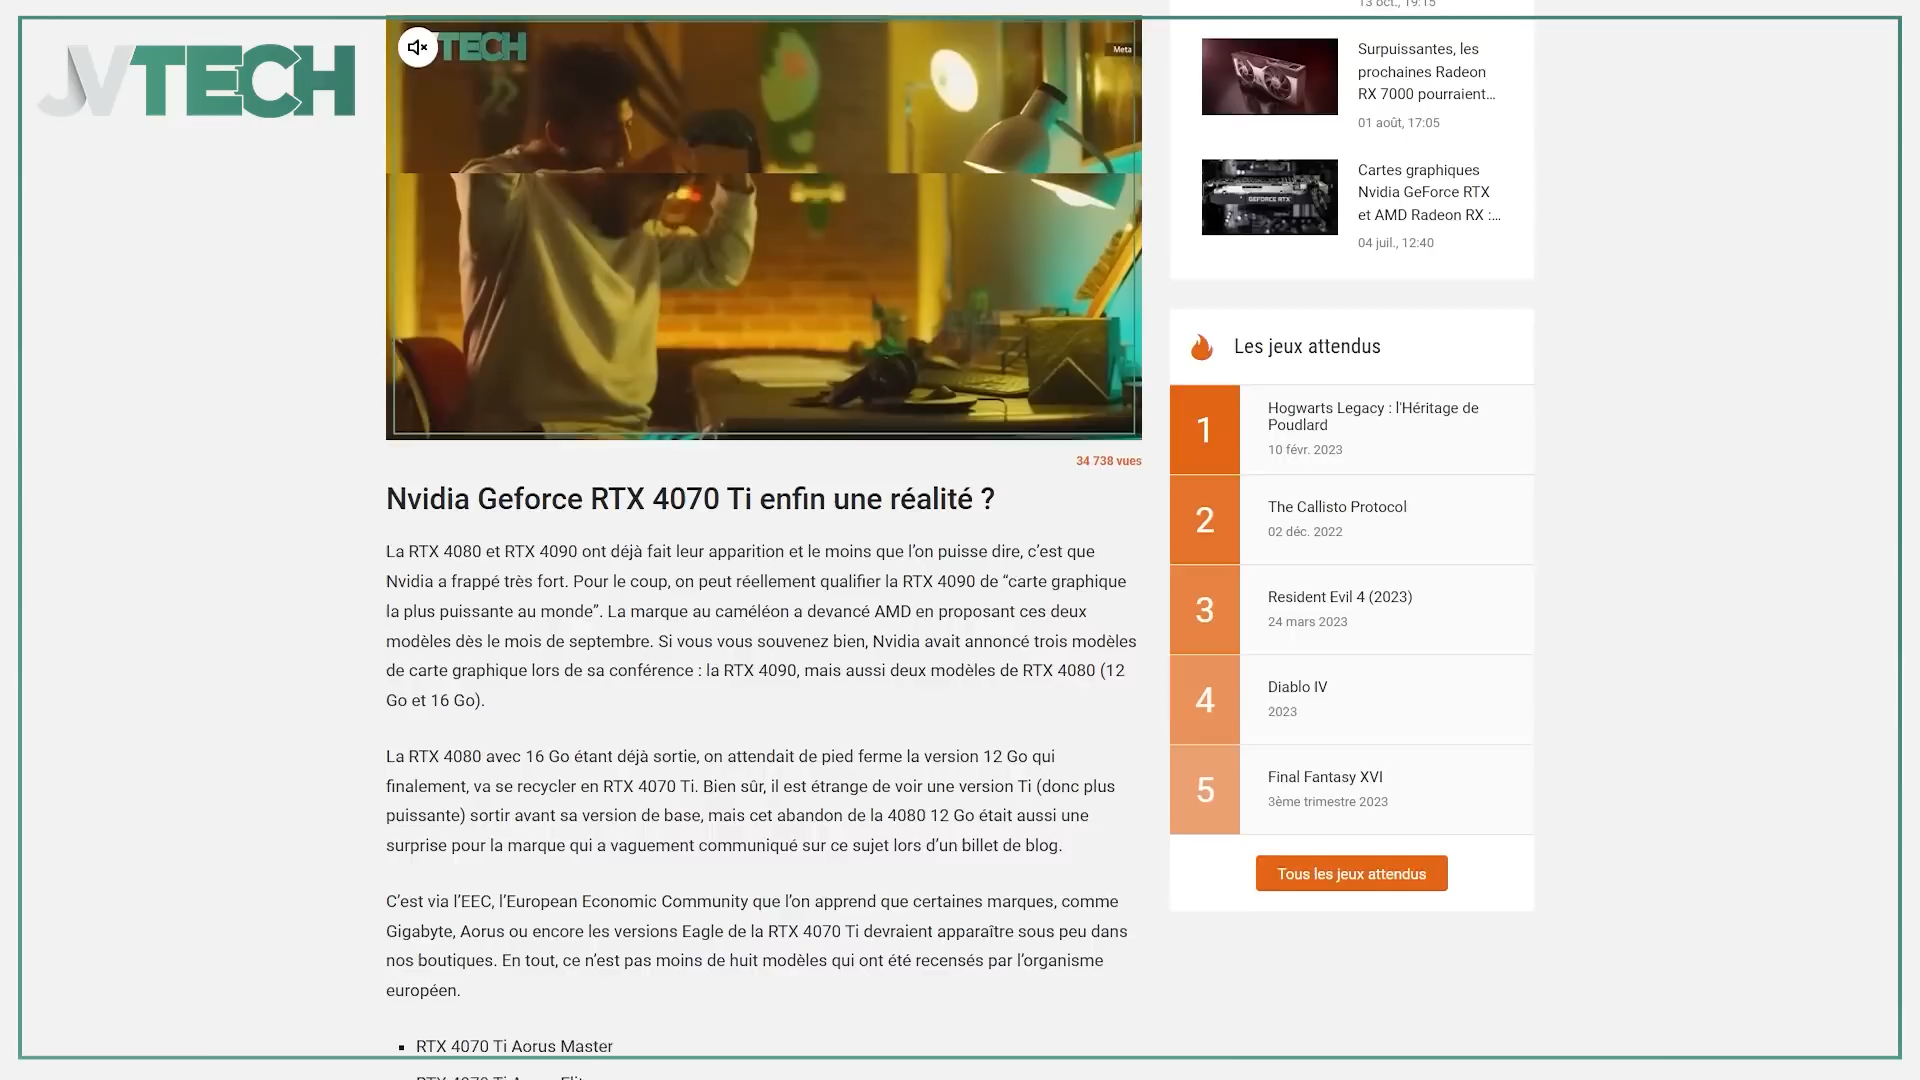 JVTECH
TECH
Meta
34 738 vues
Nvidia Geforce RTX 4070 Ti enfin une réalité ?
La RTX 4080 et RTX 4090 ont déjà fait leur apparition et le moins que l’on puisse dire, c’est que
Nvidia a frappé très fort. Pour le coup, on peut réellement qualifier la RTX 4090 de “carte graphique
la plus puissante au monde”. La marque au caméléon a devancé AMD en proposant ces deux
modèles dès le mois de septembre. Si vous vous souvenez bien, Nvidia avait annoncé trois modèles
de carte graphique lors de sa conférence : la RTX 4090, mais aussi deux modèles de RTX 4080 (12
Go et 16 Go).
La RTX 4080 avec 16 Go étant déjà sortie, on attendait de pied ferme la version 12 Go qui
finalement, va se recycler en RTX 4070 Ti. Bien sûr, il est étrange de voir une version Ti (donc plus
puissante) sortir avant sa version de base, mais cet abandon de la 4080 12 Go était aussi une
surprise pour la marque qui a vaguement communiqué sur ce sujet lors d’un billet de blog.
C’est via l’EEC, l’European Economic Community que l’on apprend que certaines marques, comme
Gigabyte, Aorus ou encore les versions Eagle de la RTX 4070 Ti devraient apparaître sous peu dans
nos boutiques. En tout, ce n’est pas moins de huit modèles qui ont été recensés par l’organisme
européen.
▪ RTX 4070 Ti Aorus Master
13 oct., 19:15
Surpuissantes, les
prochaines Radeon
RX 7000 pourraient...
01 août, 17:05
GEFORCE RTX
Cartes graphiques
Nvidia GeForce RTX
et AMD Radeon RX :...
04 juil., 12:40
Les jeux attendus
1
Hogwarts Legacy : l'Héritage de
Poudlard
10 févr. 2023
2
The Callisto Protocol
02 déc. 2022
3
Resident Evil 4 (2023)
24 mars 2023
4
Diablo IV
2023
5
Final Fantasy XVI
3ème trimestre 2023
Tous les jeux attendus